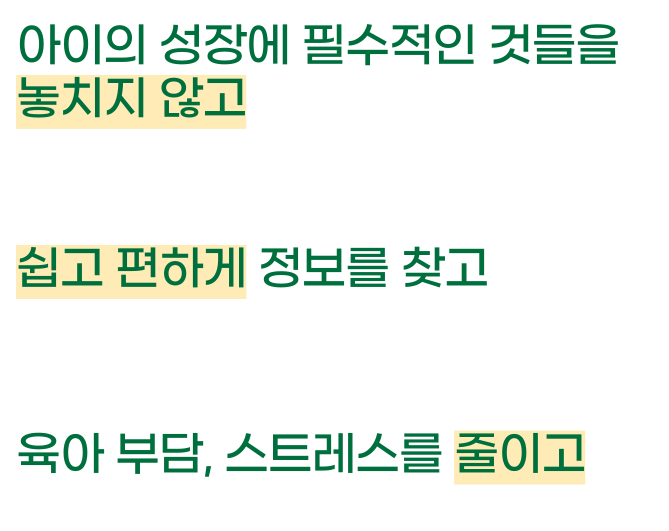 아이의 성장에 필수적인 것들을
놓치지 않고
쉽고 편하게 정보를 찾고
육아 부담, 스트레스를 줄이고